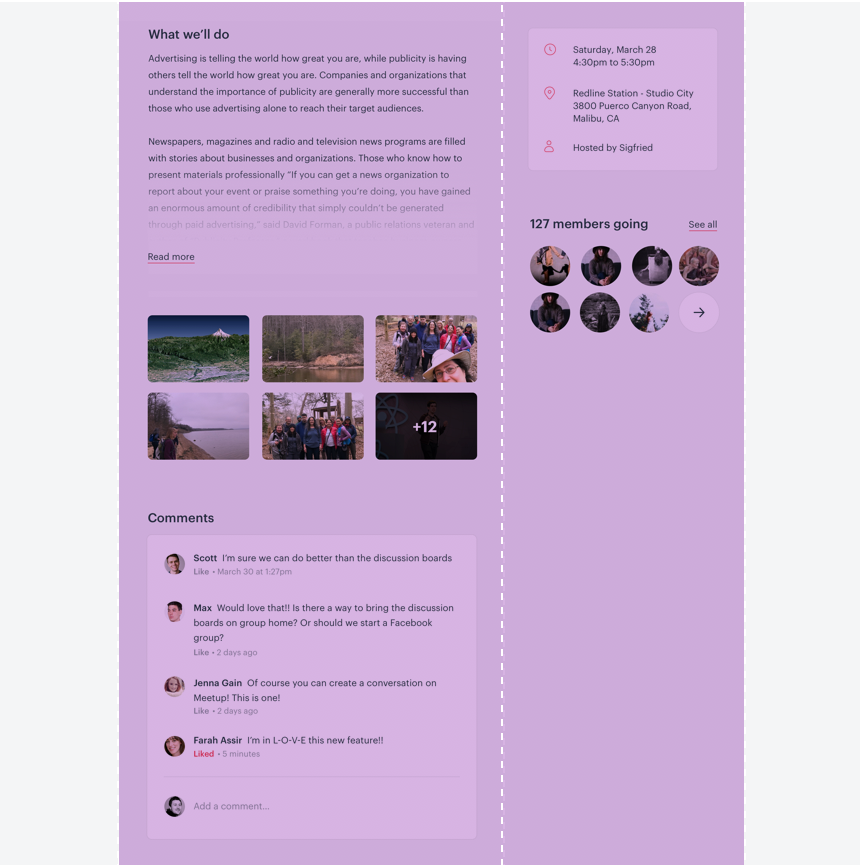 What we'll do
Advertising is telling the world how great you are, while publicity is having
others tell the world how great you are. Companies and organizations that
understand the importance of publicity are generally more successful than
those who use advertising alone to reach their target audiences.
Newspapers, magazines and radio and television news programs are filled
with stories about businesses and organizations. Those who know how to
present materials professionally "If you can get a news organization to
report about your event or praise something you're doing, you have gained
an enormous amount of credibility that simply couldn't be generated
through paid advertising," said David Forman, a public relations veteran and
Read more
+12
Comments
Scott I'm sure we can do better than the discussion boards
Like • March 30 at 1:27pm
Max Would love that!! Is there a way to bring the discussion
boards on group home? Or should we start a Facebook
group?
Like • 2 days ago
Jenna Gain Of course you can create a conversation on
Meetup! This is one!
Like • 2 days ago
Farah Assir I'm in L-O-V-E this new feature!!
Liked • 5 minutes
Add a comment...
Saturday, March 28
4:30pm to 5:30pm
Redline Station - Studio City
3800 Puerco Canyon Road,
Malibu, CA
Hosted by Sigfried
127 members going
See all